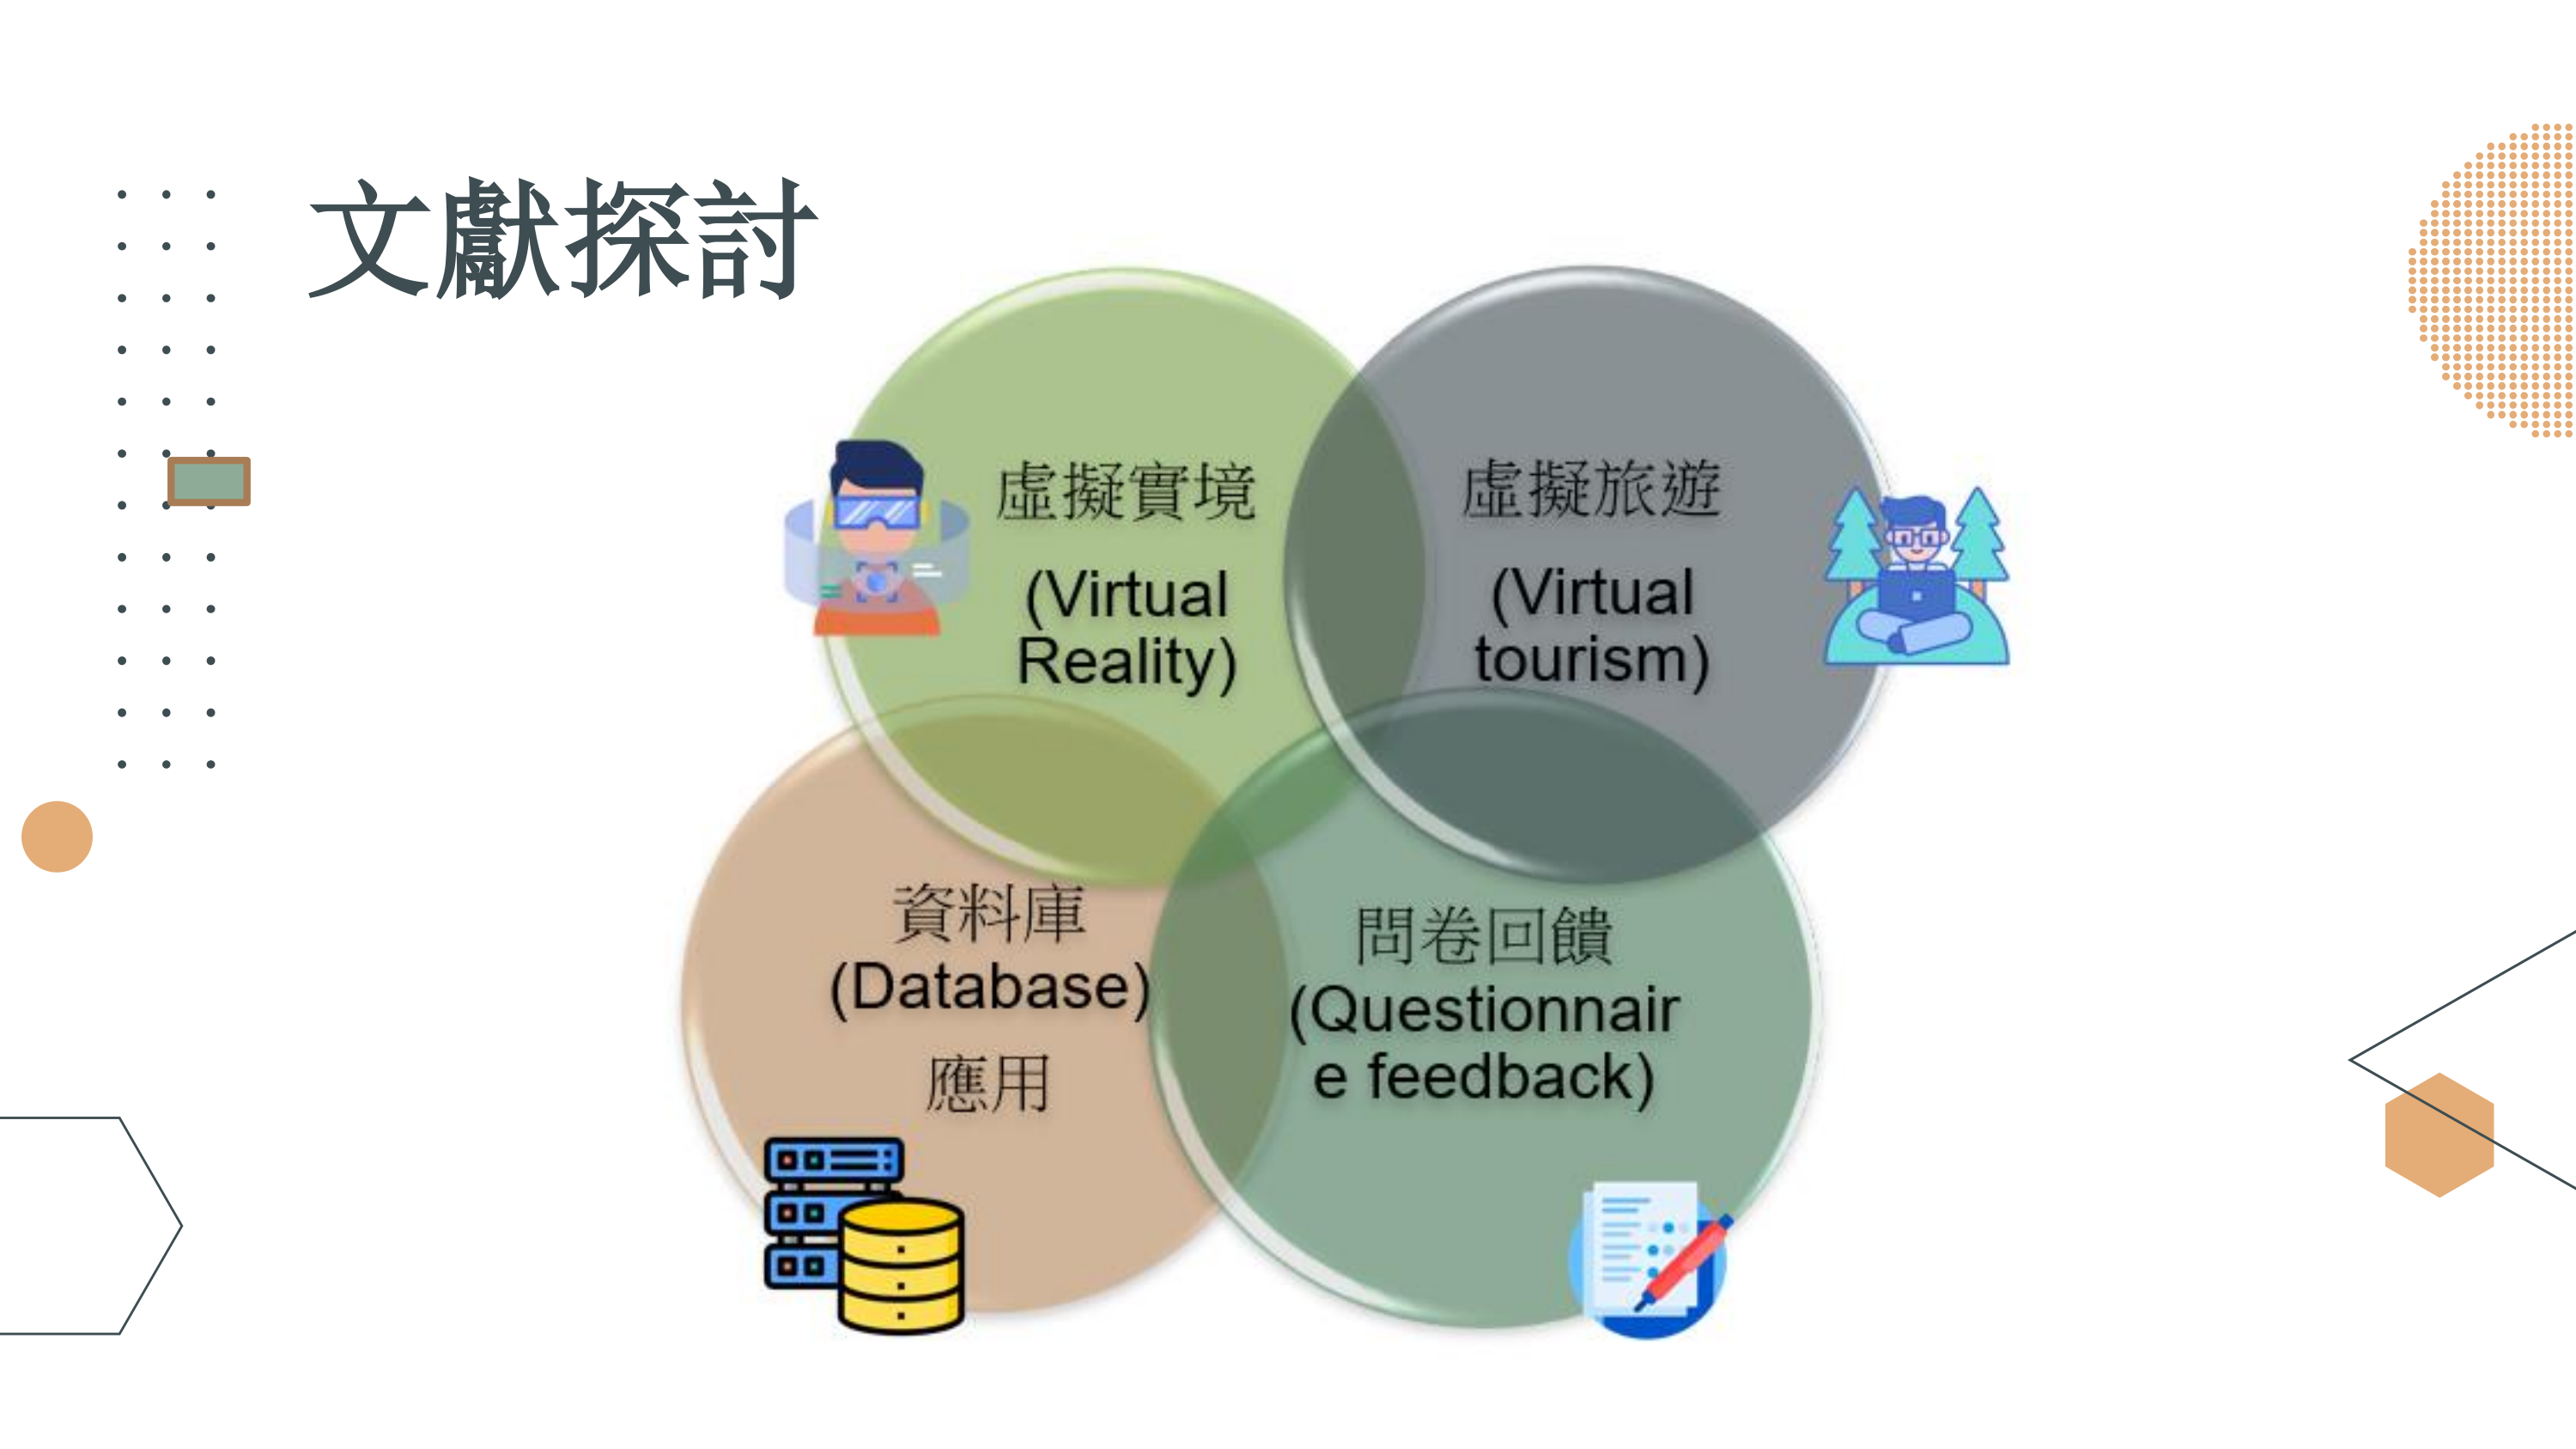 文獻探討
虛擬實境
(Virtual
Reality)
虛擬旅遊
(Virtual
tourism)
資料庫
(Database)
應用
問卷回饋
(Questionnair
e feedback)